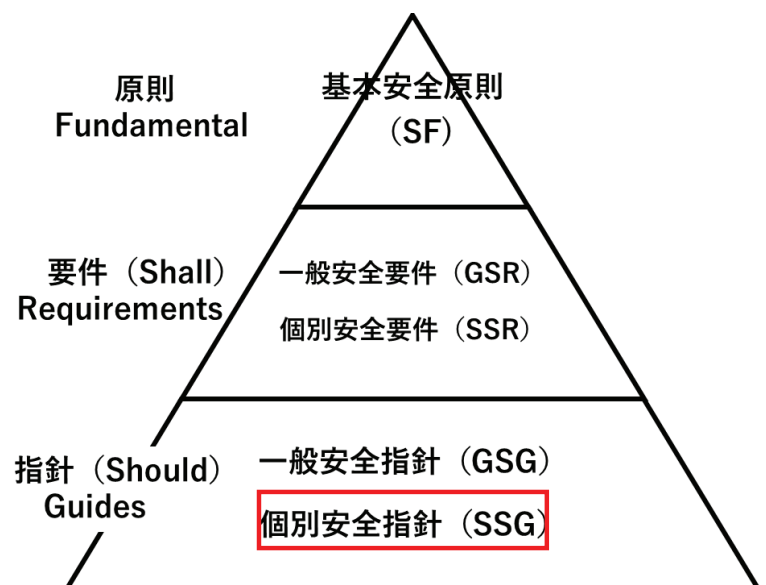 原則
Fundamental
基本安全原則
（SF）
要件（Shall）
Requirements
一般安全要件（GSR）
個別安全要件（SSR）
指針（Should）
Guides
一般安全指針（GSG）
個別安全指針（SSG）